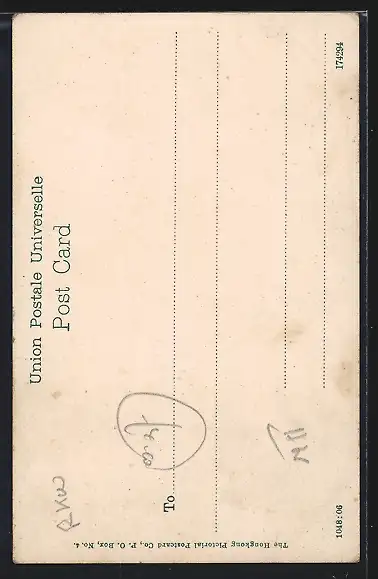 Union Postale Universelle
Post Card
To
The Hongkong Pictorial Postcard Co., P. O. Box, No. 4.
1048:06
174294